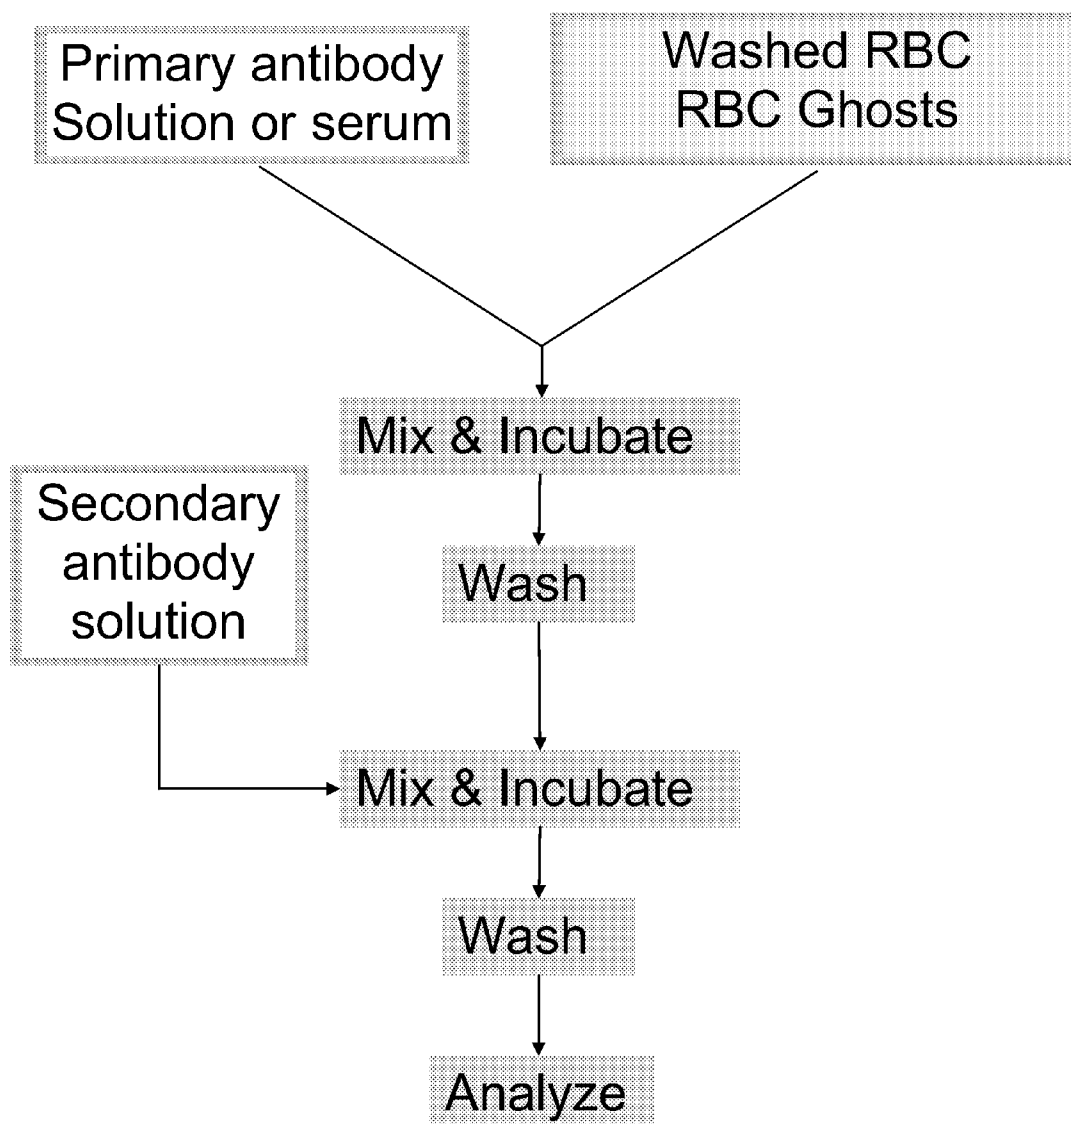 Primary antibody
Solution or serum
Washed RBC
RBC Ghosts
Mix & Incubate
Secondary
antibody
solution
Wash
Mix & Incubate
Wash
Analyze